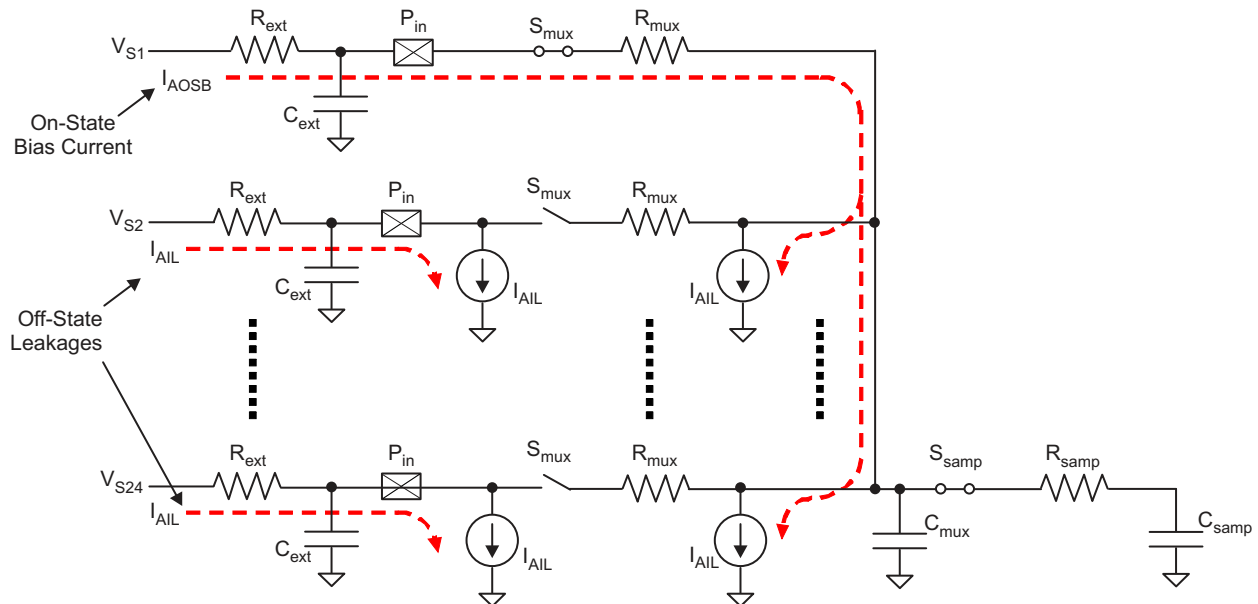 R_ext
P_in
S_mux
R_mux
V_S1
I_AOSB
On-State
Bias Current
C_ext
R_ext
P_in
S_mux
R_mux
V_S2
I_AIL
C_ext
I_AIL
I_AIL
Off-State
Leakages
R_ext
P_in
S_mux
R_mux
S_samp
R_samp
V_S24
I_AIL
C_ext
I_AIL
I_AIL
C_mux
C_samp